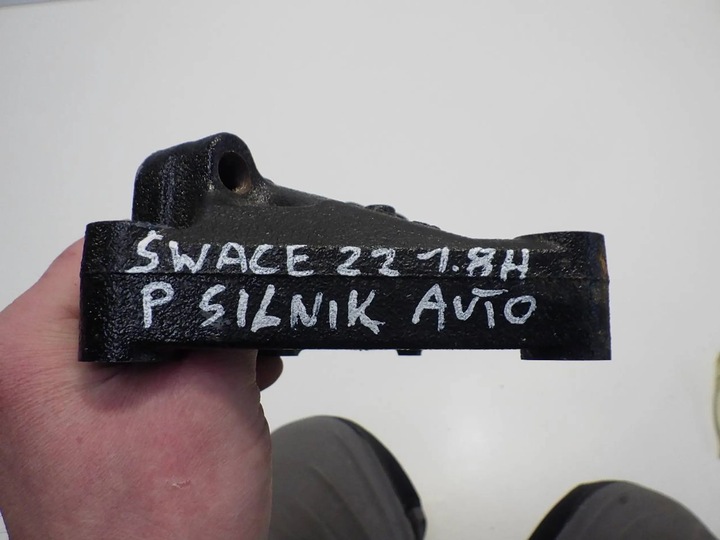 SWACE 22 1.8H
P SILNIK AUTO